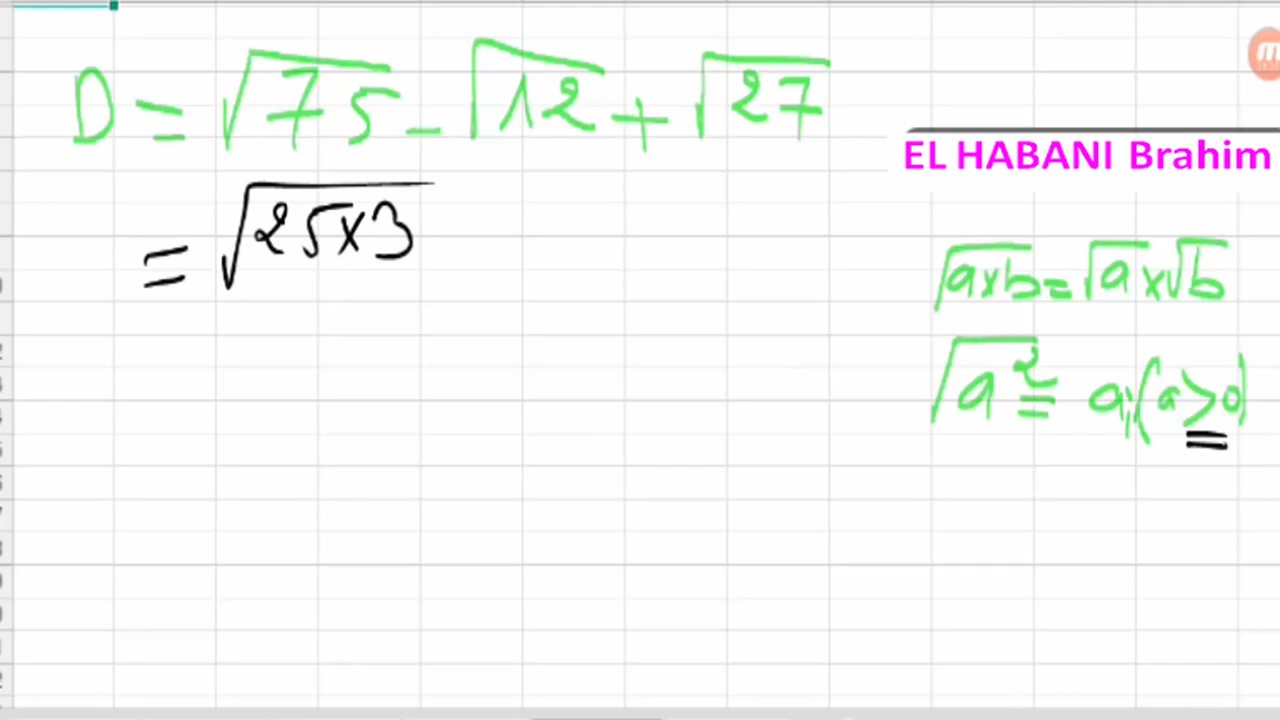 D = √75 - √12 + √27
EL HABANI Brahim
= √25×3
√a×b = √a × √b
√a² = a ; (a ≥ 0)